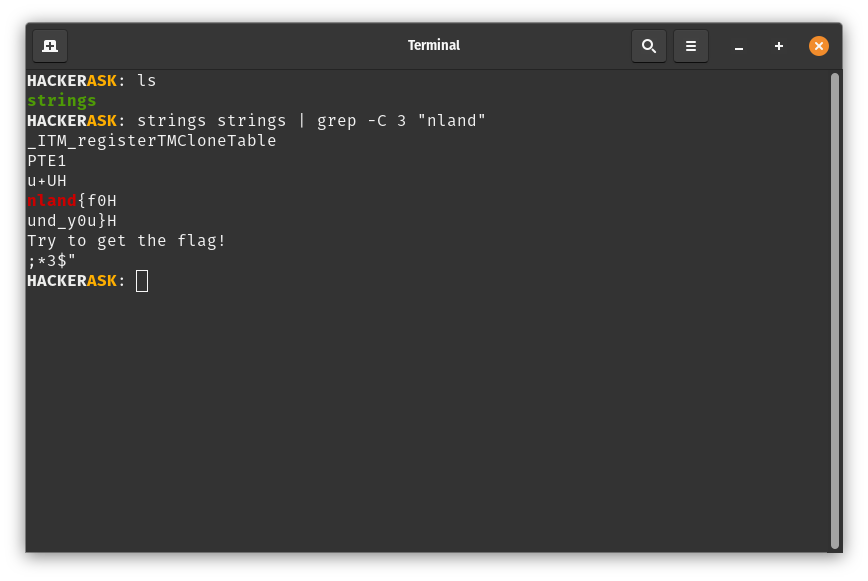 Terminal
HACKERASK: ls
strings
HACKERASK: strings strings | grep -C 3 "nland"
_ITM_registerTMCloneTable
PTE1
u+UH
nland{f0H
und_y0u}H
Try to get the flag!
;*3$"
HACKERASK: